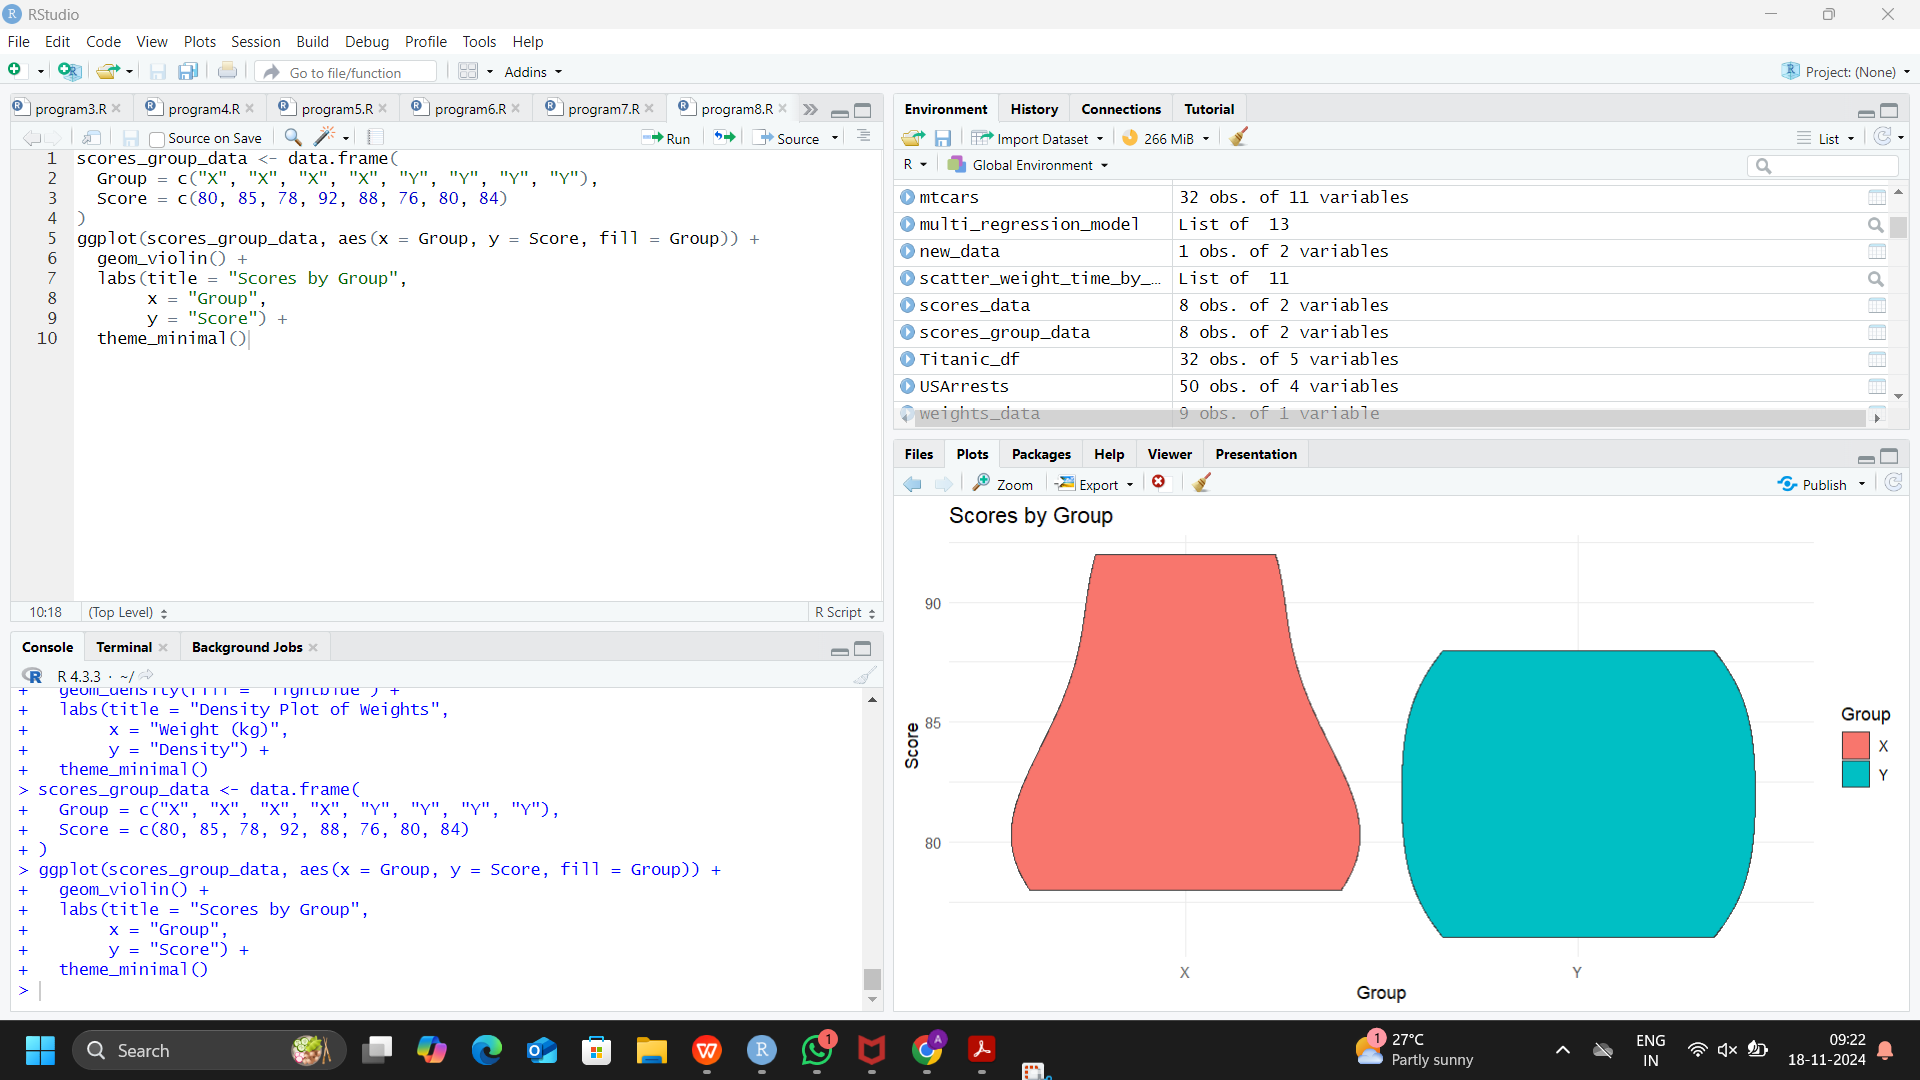 RStudio
File Edit Code View Plots Session Build Debug Profile Tools Help
Go to file/function Addins Project: (None)
program3.R program4.R program5.R program6.R program7.R program8.R
Source on Save Run Source
1 scores_group_data <- data.frame(
2 Group = c("X", "X", "X", "X", "Y", "Y", "Y", "Y"),
3 Score = c(80, 85, 78, 92, 88, 76, 80, 84)
4 )
5 ggplot(scores_group_data, aes(x = Group, y = Score, fill = Group)) +
6 geom_violin() +
7 labs(title = "Scores by Group",
8 x = "Group",
9 y = "Score") +
10 theme_minimal()
10:18 (Top Level) R Script
Console Terminal Background Jobs
R 4.3.3 · ~/
+ geom_density(fill = "lightblue") +
+ labs(title = "Density Plot of Weights",
+ x = "Weight (kg)",
+ y = "Density") +
+ theme_minimal()
> scores_group_data <- data.frame(
+ Group = c("X", "X", "X", "X", "Y", "Y", "Y", "Y"),
+ Score = c(80, 85, 78, 92, 88, 76, 80, 84)
+ )
> ggplot(scores_group_data, aes(x = Group, y = Score, fill = Group)) +
+ geom_violin() +
+ labs(title = "Scores by Group",
+ x = "Group",
+ y = "Score") +
+ theme_minimal()
>
Environment History Connections Tutorial
Import Dataset 266 MiB List
R Global Environment
mtcars 32 obs. of 11 variables
multi_regression_model List of 13
new_data 1 obs. of 2 variables
scatter_weight_time_by_… List of 11
scores_data 8 obs. of 2 variables
scores_group_data 8 obs. of 2 variables
Titanic_df 32 obs. of 5 variables
USArrests 50 obs. of 4 variables
weights_data 9 obs. of 1 variable
Files Plots Packages Help Viewer Presentation
Zoom Export Publish
Scores by Group
90
85
80
Score
X Y
Group
Group
X
Y
Search
1
A
1
27°C
Partly sunny
ENG
IN
09:22
18-11-2024